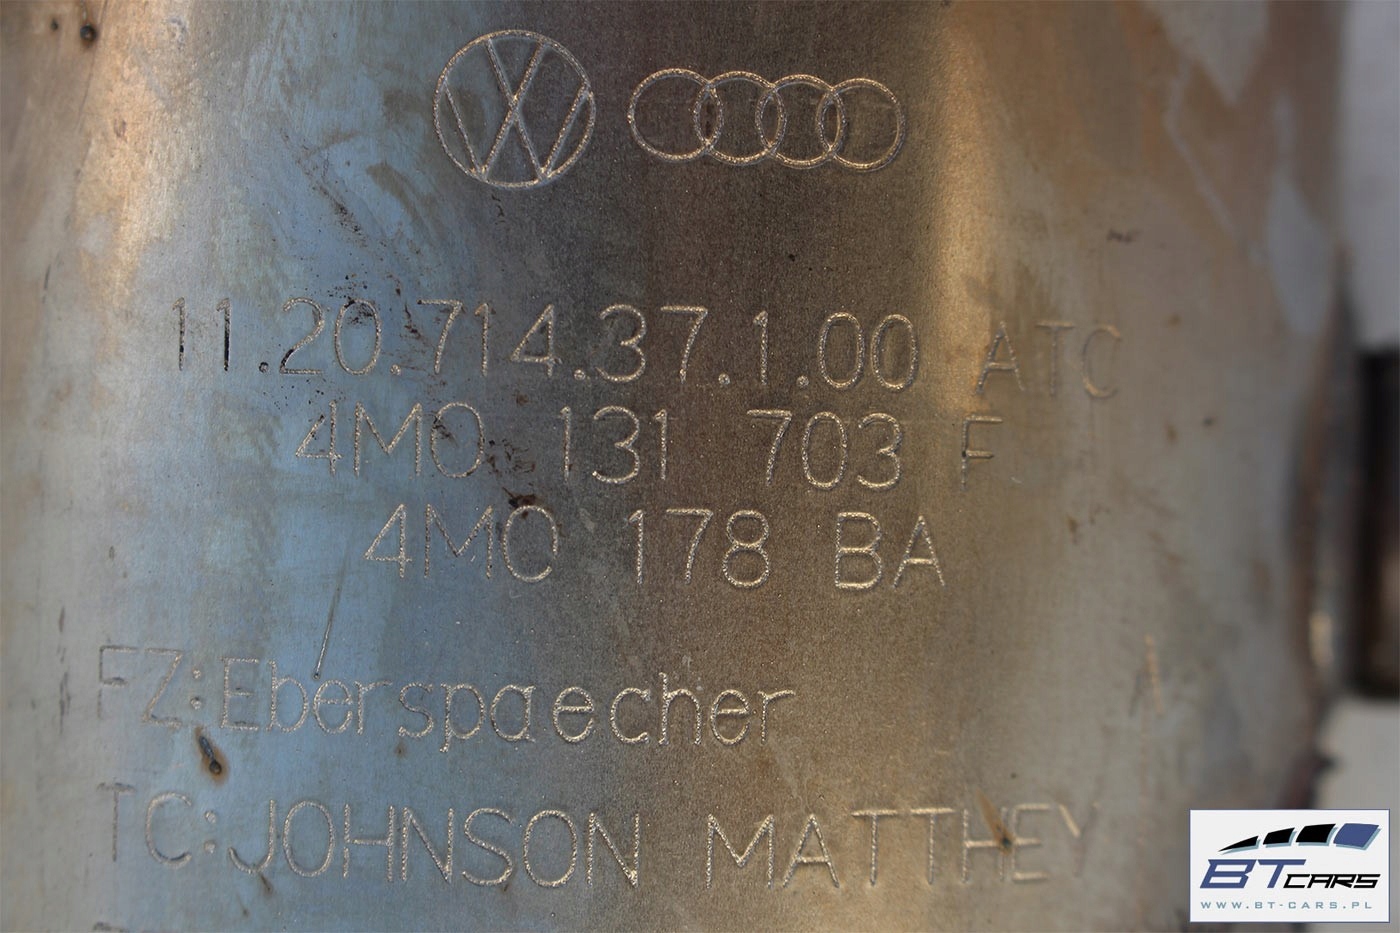 11.20.714.37.1.00 ATC
4M0 131 703 F
4M0 178 BA
FZ:Eberspaecher
TC:JOHNSON MATTHEY
BT CARS
WWW.BT-CARS.PL